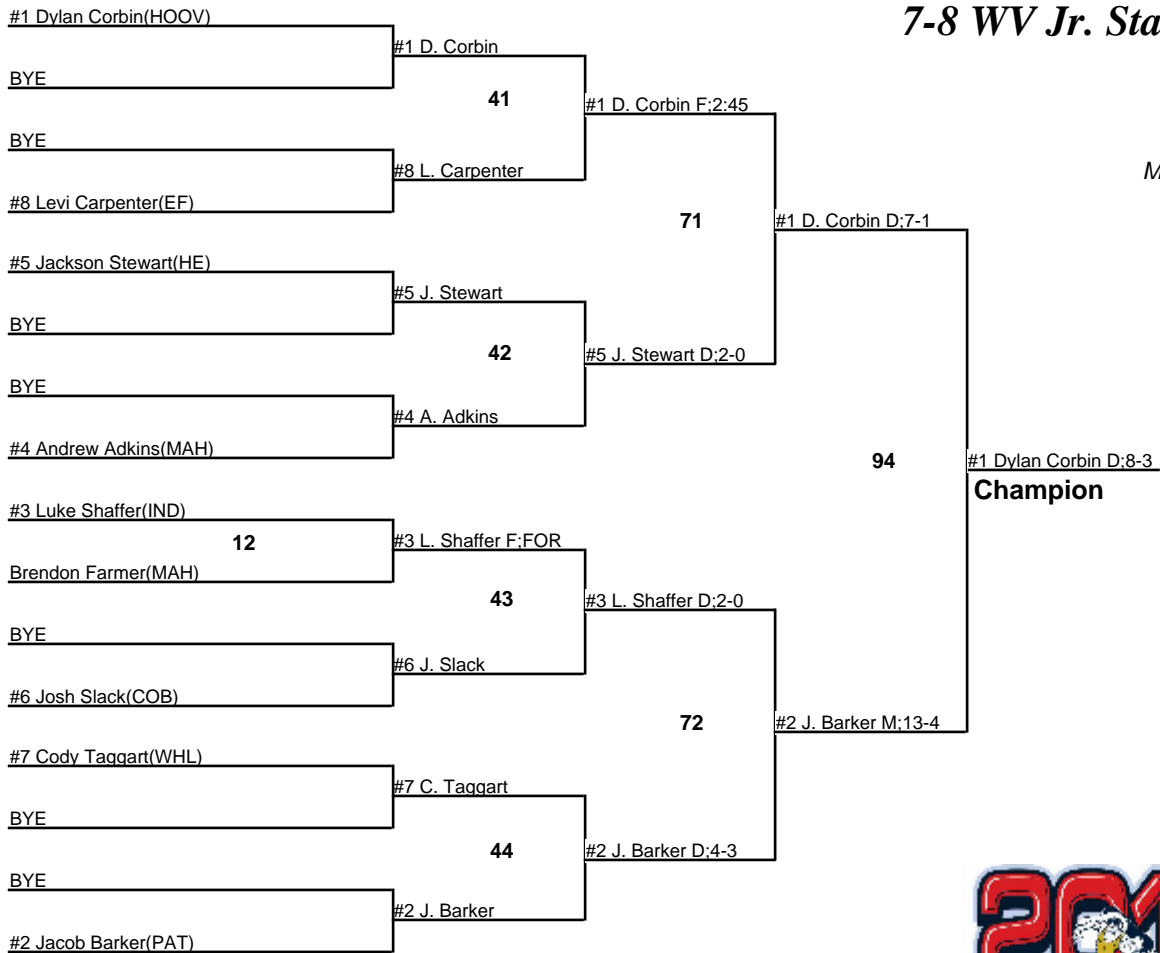 7-8 WV Jr. Sta
#1 Dylan Corbin(HOOV)
#1 D. Corbin
BYE
41
#1 D. Corbin F;2:45
BYE
#8 L. Carpenter
M
#8 Levi Carpenter(EF)
71
#1 D. Corbin D;7-1
#5 Jackson Stewart(HE)
#5 J. Stewart
BYE
42
#5 J. Stewart D;2-0
BYE
#4 A. Adkins
#4 Andrew Adkins(MAH)
94
#1 Dylan Corbin D;8-3
Champion
#3 Luke Shaffer(IND)
12
#3 L. Shaffer F;FOR
Brendon Farmer(MAH)
43
#3 L. Shaffer D;2-0
BYE
#6 J. Slack
#6 Josh Slack(COB)
72
#2 J. Barker M;13-4
#7 Cody Taggart(WHL)
#7 C. Taggart
BYE
44
#2 J. Barker D;4-3
BYE
#2 J. Barker
#2 Jacob Barker(PAT)
201